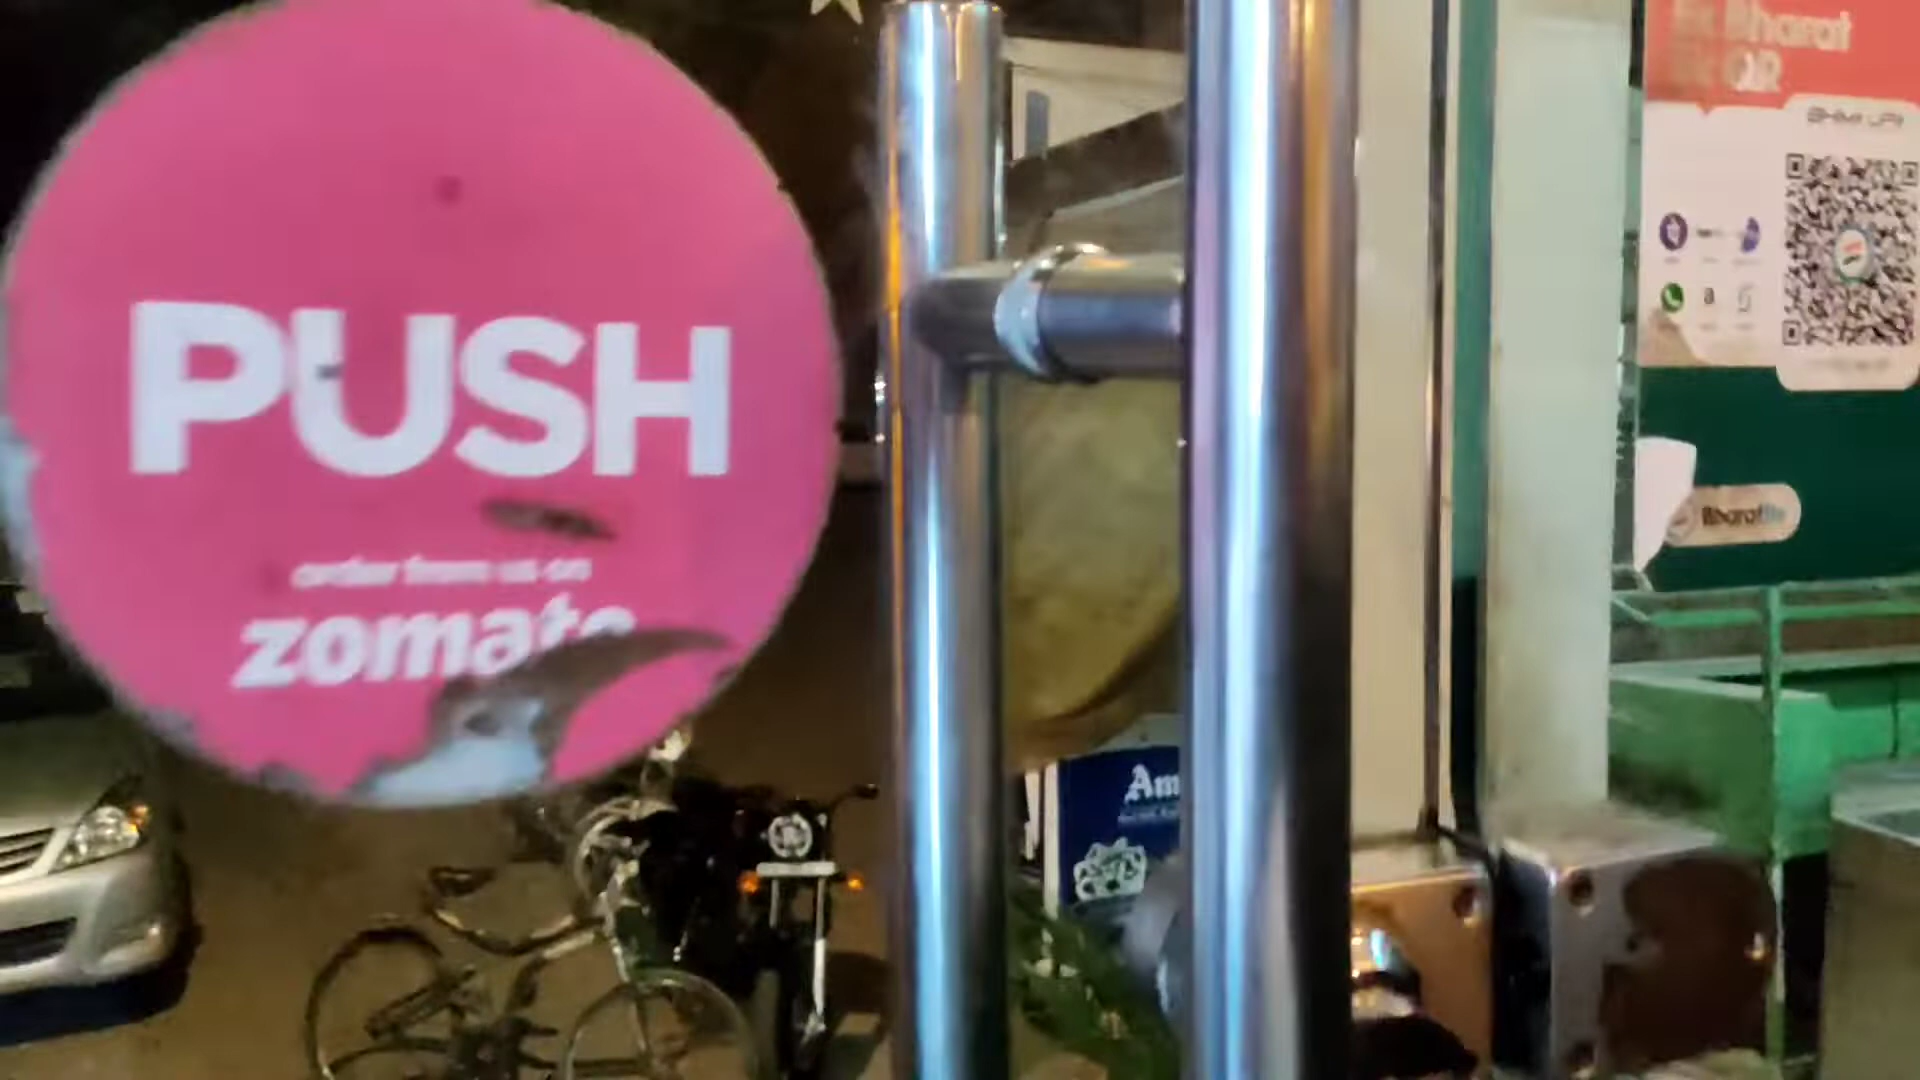 PUSH
order from us on
zomato
Bharat
QR
BHIM UPI
BharatPe
Am